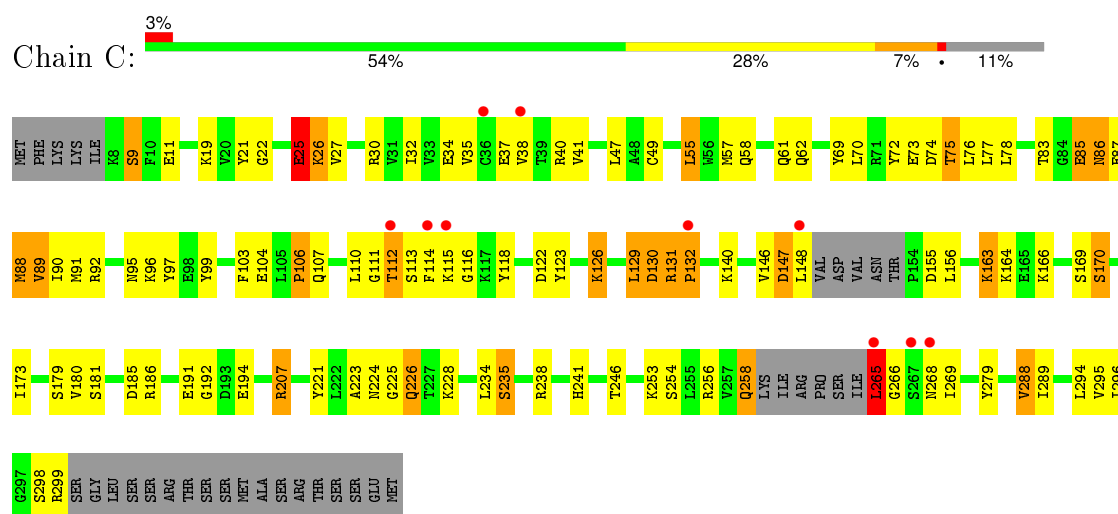 3%
Chain C:
54% 28% 7% • 11%
MET PHE LYS LYS ILE K8 S9 F10 E11 K19 V20 Y21 G22 E25 K26 V27 R30 V31 I32 V33 E34 V35 C36 E37 V38 T39 R40 V41 L47 A48 C49 L55 W56 M57 Q58 Q61 Q62 Y69 L70 R71 Y72 E73 D74 T75 L76 L77 L78 T83 G84 E85 N86 E87
M88 V89 I90 M91 R92 N95 K96 Y97 E98 Y99 F103 E104 L105 P106 Q107 L110 G111 T112 S113 F114 K115 G116 K117 Y118 D122 Y123 K126 L129 D130 R131 P132 K140 V146 D147 L148 VAL ASP VAL ASN THR P154 D155 L156 K163 K164 E165 K166 S169 S170
I173 S179 V180 S181 D185 R186 E191 G192 D193 E194 R207 Y221 L222 A223 N224 G225 Q226 T227 K228 L234 S235 R238 H241 T246 K253 S254 L255 R256 V257 Q258 LYS ILE ARG PRO SER ILE L265 G266 S267 N268 I269 Y279 V288 I289 L294 V295 I296
G297 S298 R299 SER GLY LEU SER SER ARG THR SER SER MET ALA SER ARG THR SER SER GLU MET